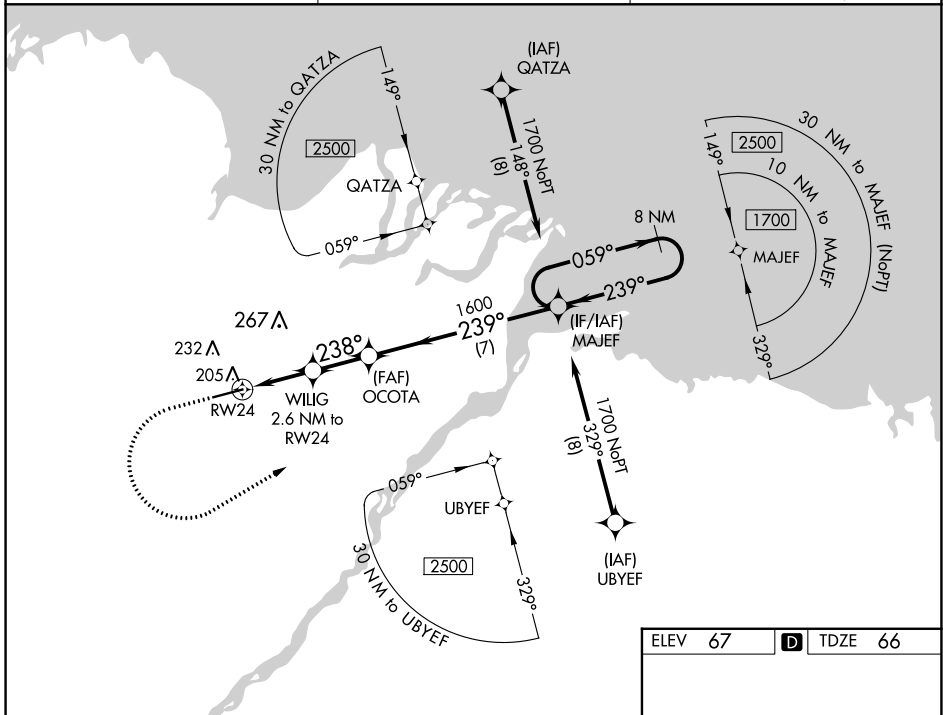 30 NM to QATZA
149°
2500
QATZA
059°
(IAF)
QATZA
1700 NoPT
148°
(8)
30 NM to MAJEF (NoPT)
2500
149°
10 NM to MAJEF
1700
MAJEF
329°
8 NM
059°
239°
(IF/IAF)
MAJEF
1600
239°
(7)
267
232
205
238°
(FAF)
OCOTA
WILIG
2.6 NM to
RW24
RW24
1700 NoPT
329°
(8)
(IAF)
UBYEF
059°
UBYEF
2500
329°
30 NM to UBYEF
ELEV 67 D TDZE 66